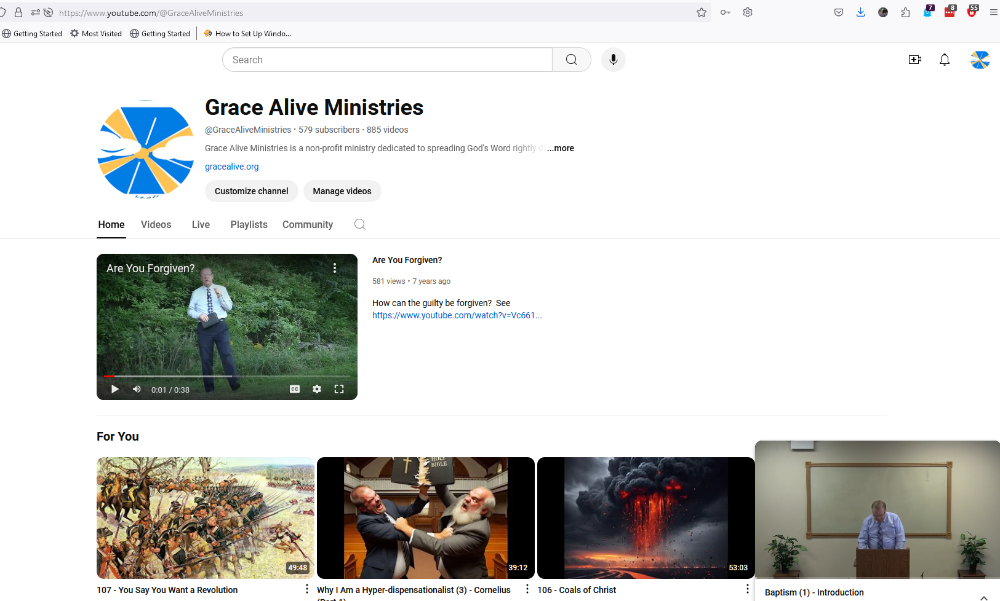 https://www.youtube.com/@GraceAliveMinistries
7
8
55
Getting Started
Most Visited
Getting Started
How to Set Up Windo...
Search
Grace Alive Ministries
@GraceAliveMinistries · 579 subscribers · 885 videos
Grace Alive Ministries is a non-profit ministry dedicated to spreading God's Word rightly d ...more
gracealive.org
Customize channel
Manage videos
Home
Videos
Live
Playlists
Community
Are You Forgiven?
0:01 / 0:38
CC
Are You Forgiven?
581 views • 7 years ago
How can the guilty be forgiven? See
https://www.youtube.com/watch?v=Vc661...
For You
49:48
107 - You Say You Want a Revolution
HOLY
BIBLE
39:12
Why I Am a Hyper-dispensationalist (3) - Cornelius
(Part 1)
53:03
106 - Coals of Christ
Baptism (1) - Introduction